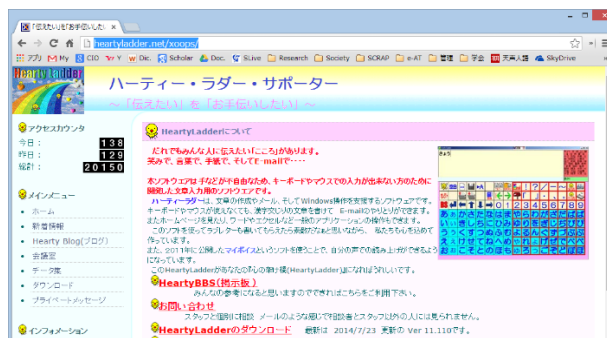 「伝えたい」を「お手伝いしたい」
heartyladder.net/xoops/
アプリ My CIO Y Dic. Scholar Doc. SLive Research Society SCRAP e-AT 管理 学会 天声人語 SkyDrive
Hearty Ladder
ハーティー・ラダー・サポーター
～「伝えたい」を「お手伝いしたい」～
アクセスカウンタ
今日： 138
昨日： 129
総計： 20150
メインメニュー
ホーム
新着情報
Hearty Blog(ブログ)
会議室
データ集
ダウンロード
プライベートメッセージ
インフォメーション
HeartyLadderについて
だれでもみんな人に伝えたい「こころ」があります。
笑みで、言葉で、手紙で、そしてE-mailで････
本ソフトウエアは手などが不自由なため、キーボードやマウスでの入力が出来ない方のために
開発した文章入力用のソフトウエアです。
ハーティーラダーは、文章の作成やメール、そしてWindows操作を支援するソフトウエアです。
キーボードやマウスが使えなくても、漢字交じりの文章を書けて E-mailのやりとりができます。
またホームページを見たり、ワードやエクセルなど一般のアプリケーションの操作もできます。
このソフトを使ってラブレターも書いてもらえたら素敵だなぁと思いながら、 私たちも心を込めて
作っています。
また、2011年に公開したマイボイスというソフトを使うことで、自分の声での読み上げができるよう
になっています。
このHeartyLadderがあなたの『心の架け橋(HeartyLadder)』になればうれしいです。
HeartyBBS(掲示板)
みんなの参考になると思いますのでできればこちらをご利用下さい。
お問い合わせ
スタッフと個別に相談 メールのような感じで相談者とスタッフ以外の人には見られません。
HeartyLadderのダウンロード 最新は 2014/7/23 更新の Ver 11.110です。